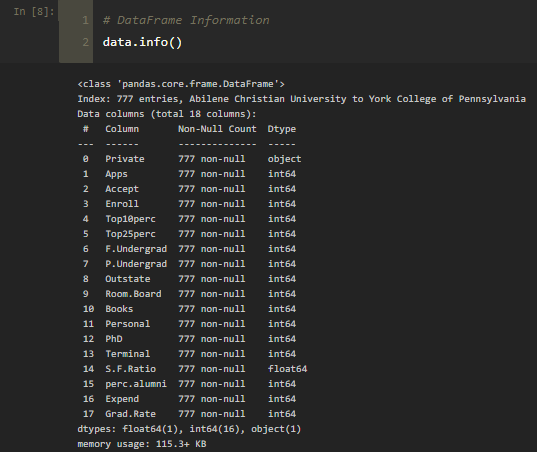 In [8]:
1 # DataFrame Information
2 data.info()
<class 'pandas.core.frame.DataFrame'>
Index: 777 entries, Abilene Christian University to York College of Pennsylvania
Data columns (total 18 columns):
# Column Non-Null Count Dtype
--- ------ -------------- -----
0 Private 777 non-null object
1 Apps 777 non-null int64
2 Accept 777 non-null int64
3 Enroll 777 non-null int64
4 Top10perc 777 non-null int64
5 Top25perc 777 non-null int64
6 F.Undergrad 777 non-null int64
7 P.Undergrad 777 non-null int64
8 Outstate 777 non-null int64
9 Room.Board 777 non-null int64
10 Books 777 non-null int64
11 Personal 777 non-null int64
12 PhD 777 non-null int64
13 Terminal 777 non-null int64
14 S.F.Ratio 777 non-null float64
15 perc.alumni 777 non-null int64
16 Expend 777 non-null int64
17 Grad.Rate 777 non-null int64
dtypes: float64(1), int64(16), object(1)
memory usage: 115.3+ KB